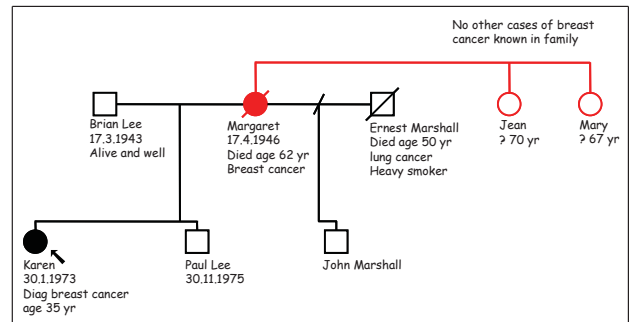 No other cases of breast
cancer known in family
Brian Lee
17.3.1943
Alive and well
Margaret
17.4.1946
Died age 62 yr
Breast cancer
Ernest Marshall
Died age 50 yr
lung cancer
Heavy smoker
Jean
? 70 yr
Mary
? 67 yr
Karen
30.1.1973
Diag breast cancer
age 35 yr
Paul Lee
30.11.1975
John Marshall